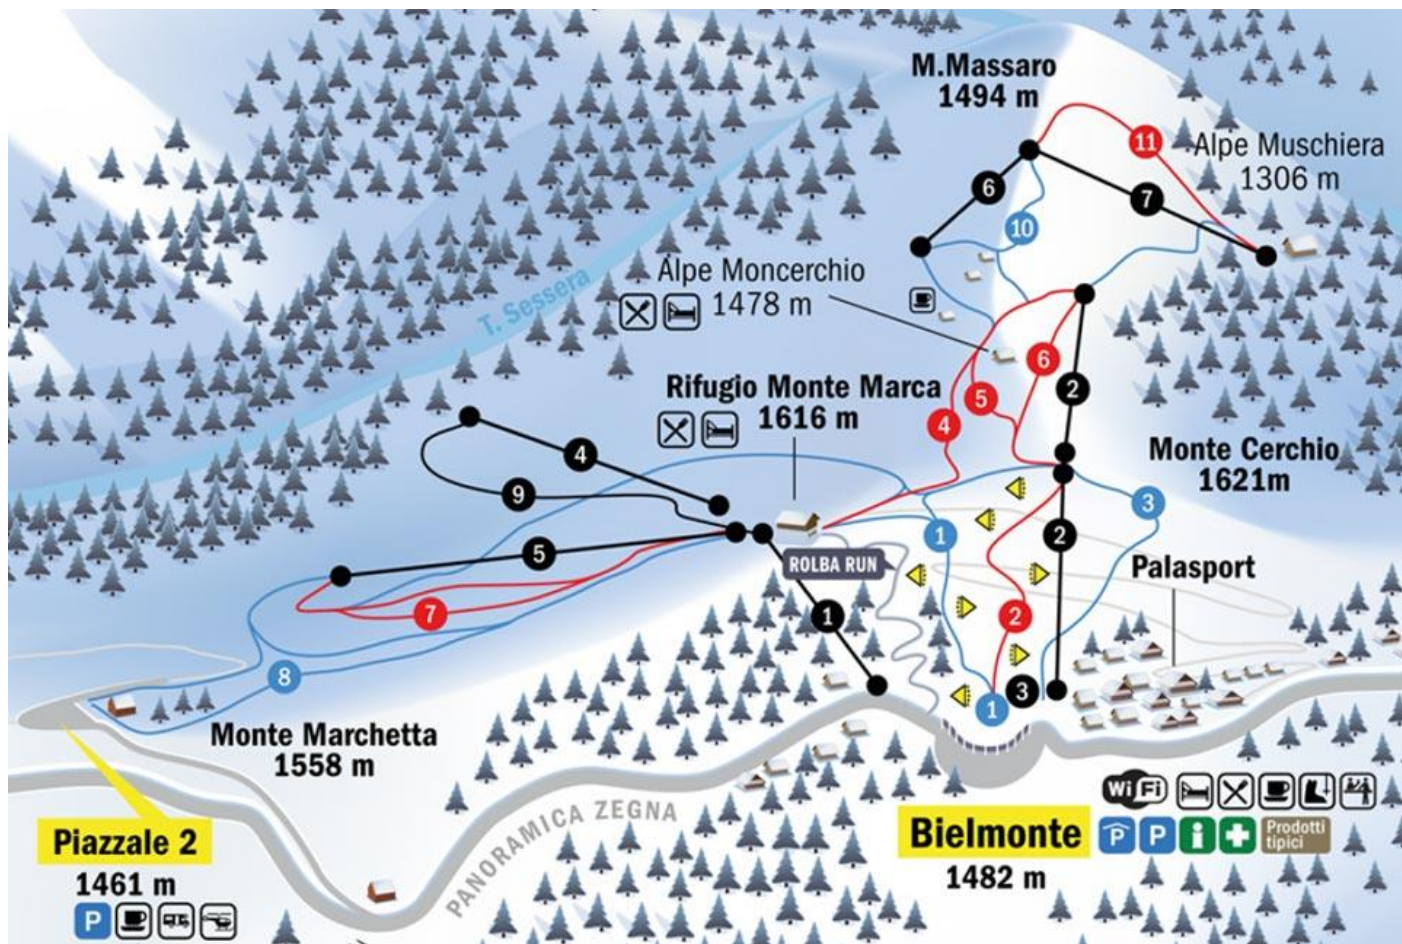 M.Massaro
1494 m
11
Alpe Muschiera
1306 m
6
7
10
Alpe Moncerchio
1478 m
T. Sessera
6
2
5
4
Rifugio Monte Marca
1616 m
Monte Cerchio
1621m
4
9
3
1
2
5
ROLBA RUN
Palasport
7
1
2
8
3
1
Monte Marchetta
1558 m
PANORAMICA ZEGNA
Piazzale 2
1461 m
P
Bielmonte
1482 m
WiFi
P
P
i
Prodotti
tipici